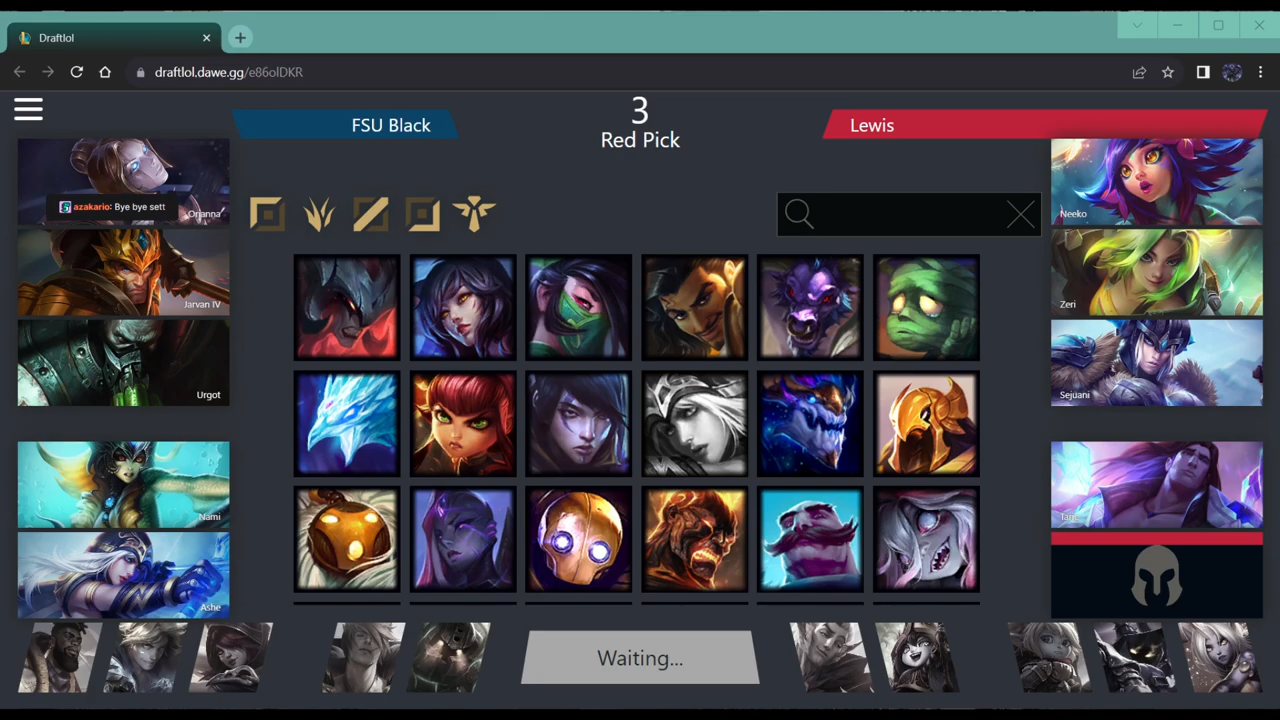 Draftlol
draftlol.dawe.gg/e86olDKR
3
FSU Black
Red Pick
Lewis
azakario: Bye bye sett
Orianna
Neeko
Jarvan IV
Zeri
Urgot
Sejuani
Nami
Taric
Ashe
Waiting...